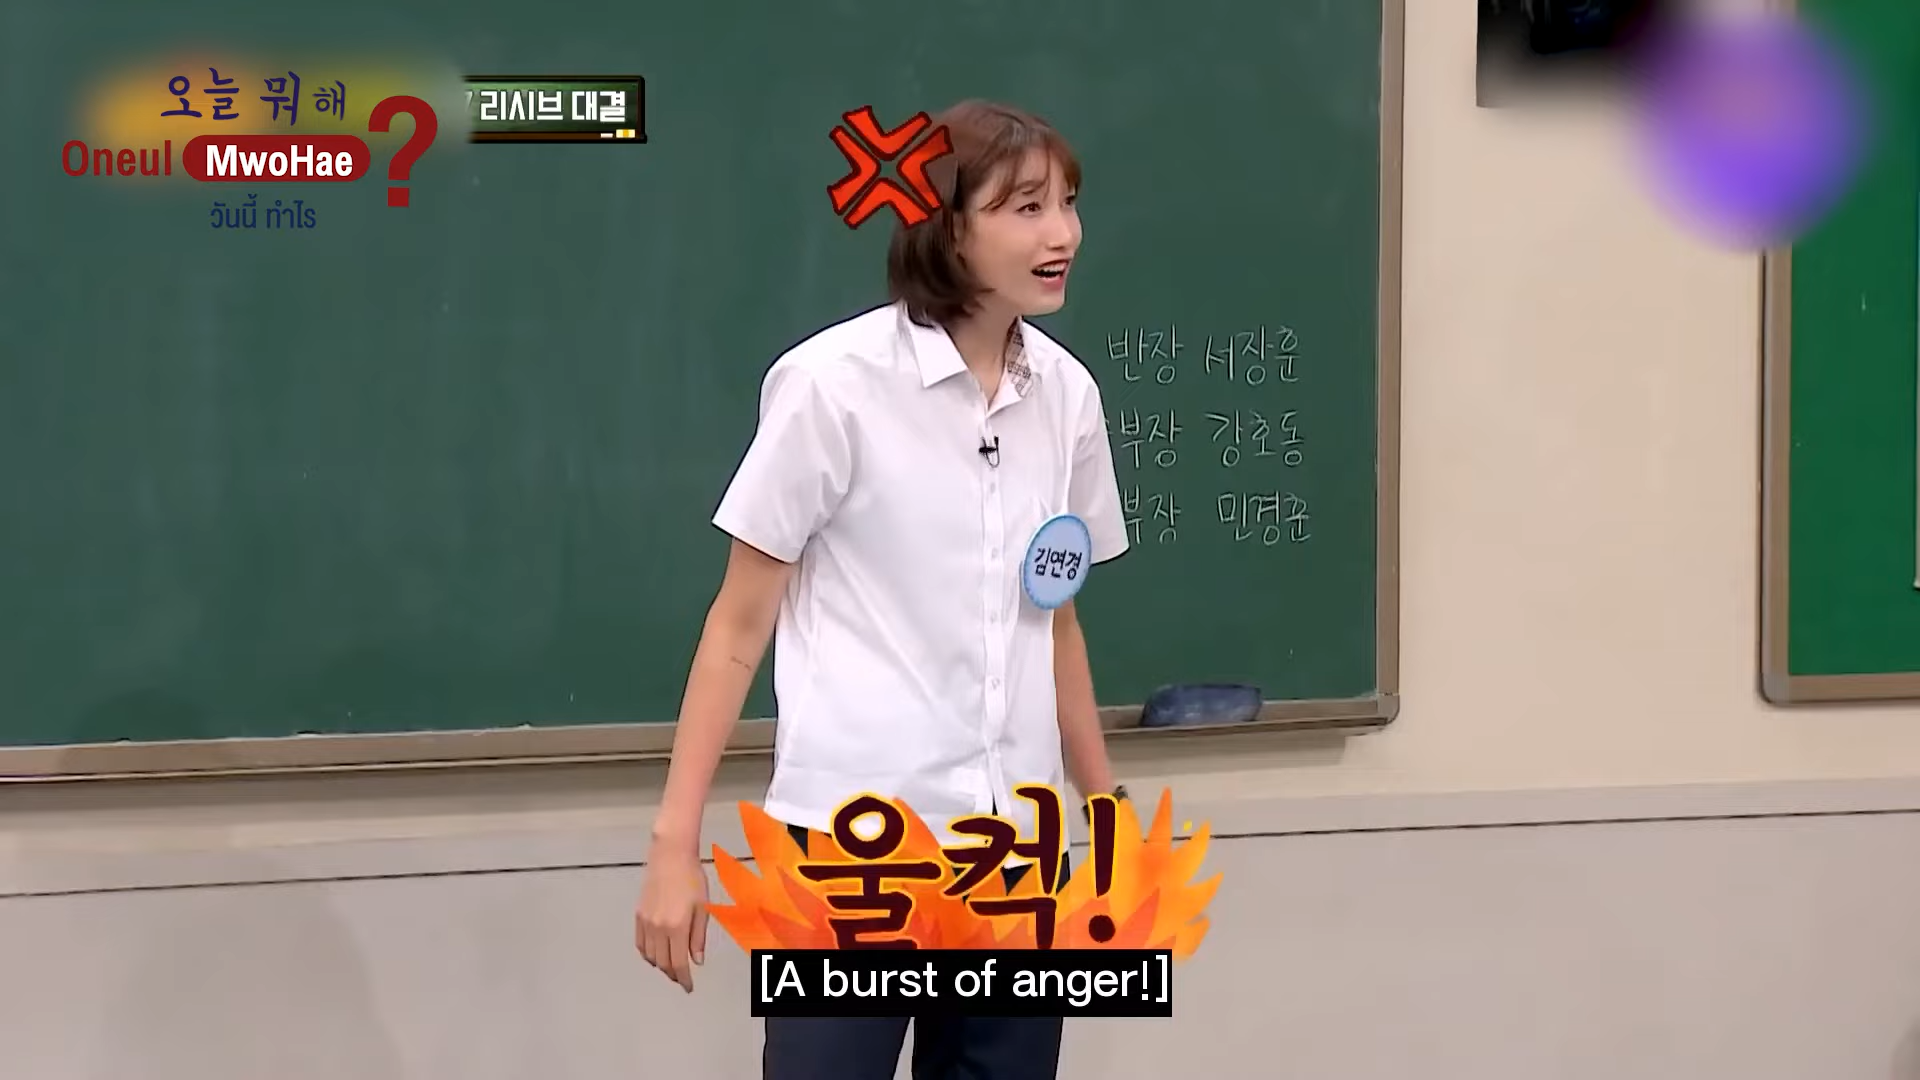 오늘 뭐 해
Oneul MwoHae?
วันนี้ ทำไร
리시브 대결
반장 서장훈
부장 강호동
부장 민경훈
김연경
울컥!
[A burst of anger!]